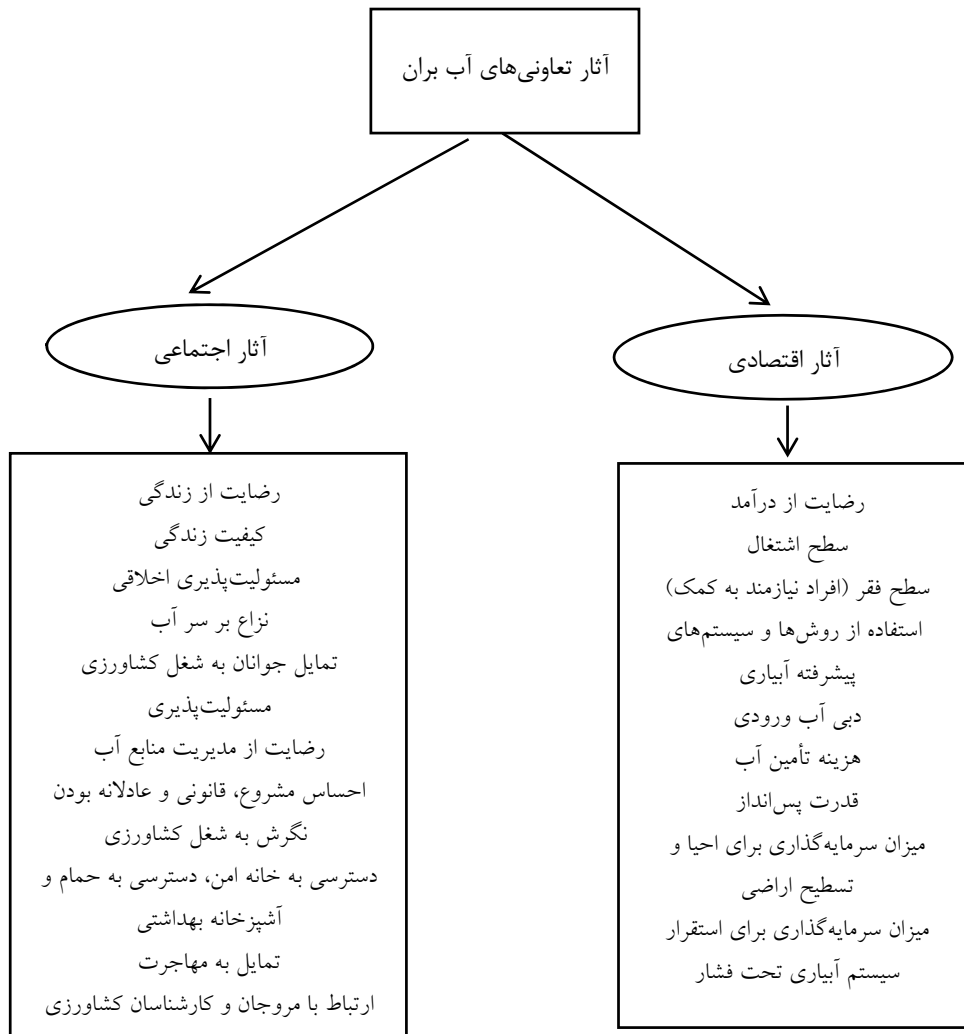 آثار تعاونی‌های آب بران
آثار اقتصادی
رضایت از درآمد
سطح اشتغال
سطح فقر (افراد نیازمند به کمک)
استفاده از روش‌ها و سیستم‌های
پیشرفته آبیاری
دبی آب ورودی
هزینه تأمین آب
قدرت پس‌انداز
میزان سرمایه‌گذاری برای احیا و
تسطیح اراضی
میزان سرمایه‌گذاری برای استقرار
سیستم آبیاری تحت فشار
آثار اجتماعی
رضایت از زندگی
کیفیت زندگی
مسئولیت‌پذیری اخلاقی
نزاع بر سر آب
تمایل جوانان به شغل کشاورزی
مسئولیت‌پذیری
رضایت از مدیریت منابع آب
احساس مشروع، قانونی و عادلانه بودن
نگرش به شغل کشاورزی
دسترسی به خانه امن، دسترسی به حمام و
آشپزخانه بهداشتی
تمایل به مهاجرت
ارتباط با مروجان و کارشناسان کشاورزی